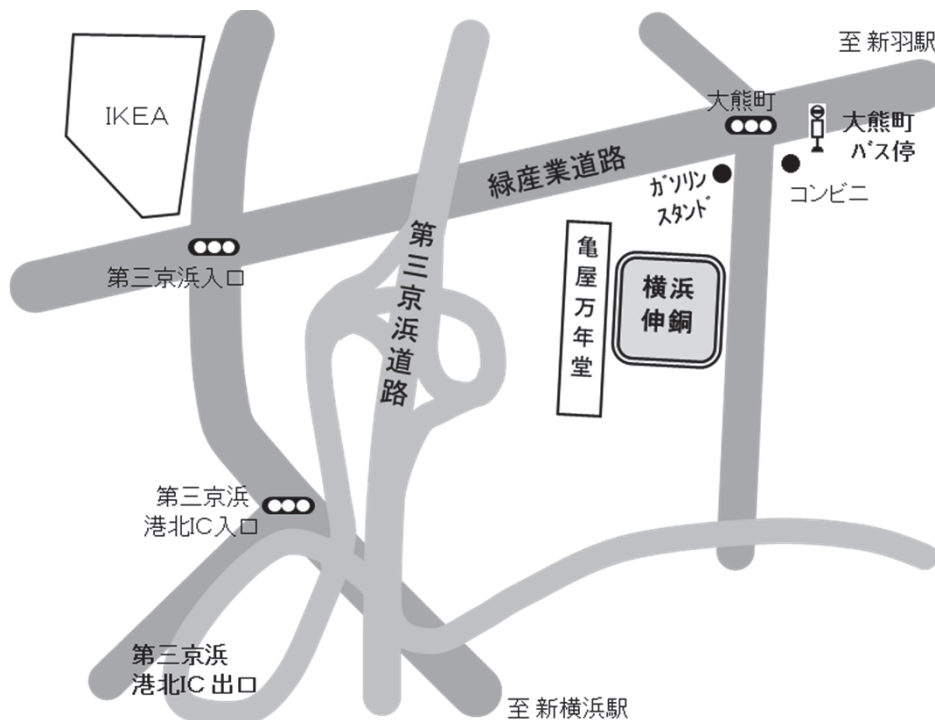 至 新羽駅
IKEA
大熊町
大熊町
バス停
緑産業道路
ガソリン
スタンド
コンビニ
第三京浜入口
第三京浜道路
亀屋万年堂
横浜
伸銅
第三京浜
港北IC入口
第三京浜
港北IC 出口
至 新横浜駅